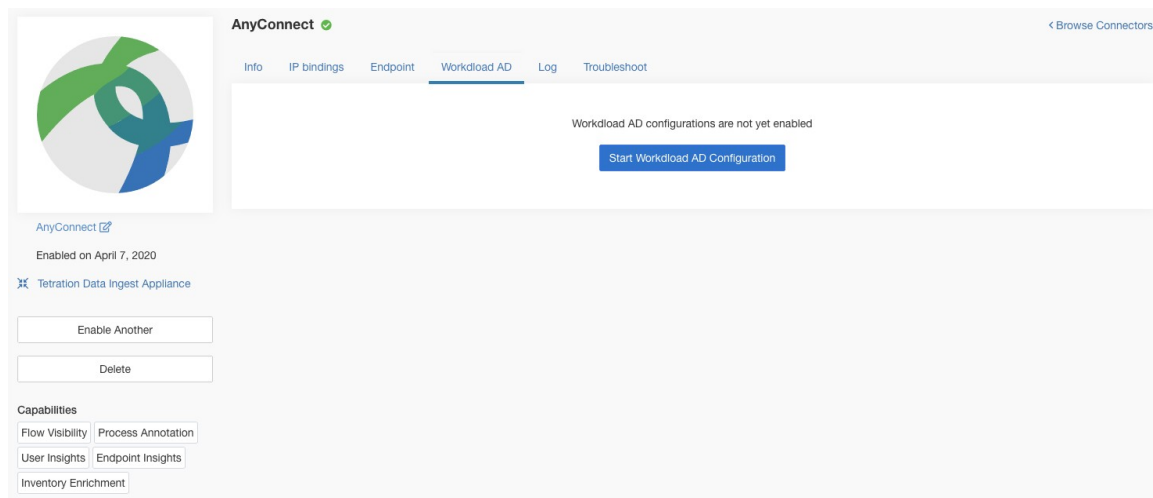 AnyConnect
< Browse Connectors
Info IP bindings Endpoint Workdload AD Log Troubleshoot
Workdload AD configurations are not yet enabled
Start Workdload AD Configuration
AnyConnect
Enabled on April 7, 2020
Tetration Data Ingest Appliance
Enable Another
Delete
Capabilities
Flow Visibility Process Annotation
User Insights Endpoint Insights
Inventory Enrichment